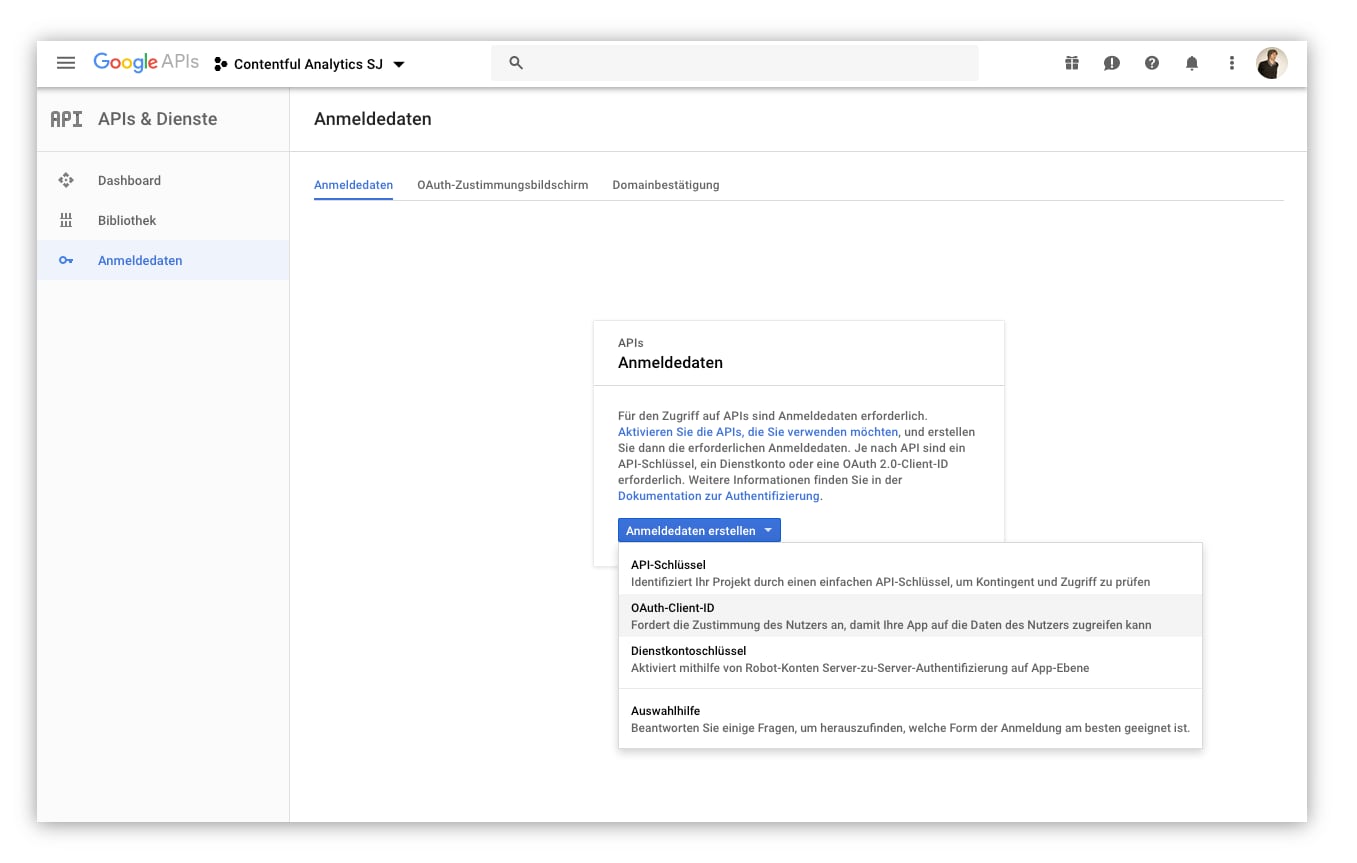 Google APIs Contentful Analytics SJ
API APIs & Dienste
Anmeldedaten
Dashboard
Bibliothek
Anmeldedaten
Anmeldedaten OAuth-Zustimmungsbildschirm Domainbestätigung
APIs
Anmeldedaten
Für den Zugriff auf APIs sind Anmeldedaten erforderlich.
Aktivieren Sie die APIs, die Sie verwenden möchten, und erstellen
Sie dann die erforderlichen Anmeldedaten. Je nach API sind ein
API-Schlüssel, ein Dienstkonto oder eine OAuth 2.0-Client-ID
erforderlich. Weitere Informationen finden Sie in der
Dokumentation zur Authentifizierung.
Anmeldedaten erstellen
API-Schlüssel
Identifiziert Ihr Projekt durch einen einfachen API-Schlüssel, um Kontingent und Zugriff zu prüfen
OAuth-Client-ID
Fordert die Zustimmung des Nutzers an, damit Ihre App auf die Daten des Nutzers zugreifen kann
Dienstkontoschlüssel
Aktiviert mithilfe von Robot-Konten Server-zu-Server-Authentifizierung auf App-Ebene
Auswahlhilfe
Beantworten Sie einige Fragen, um herauszufinden, welche Form der Anmeldung am besten geeignet ist.